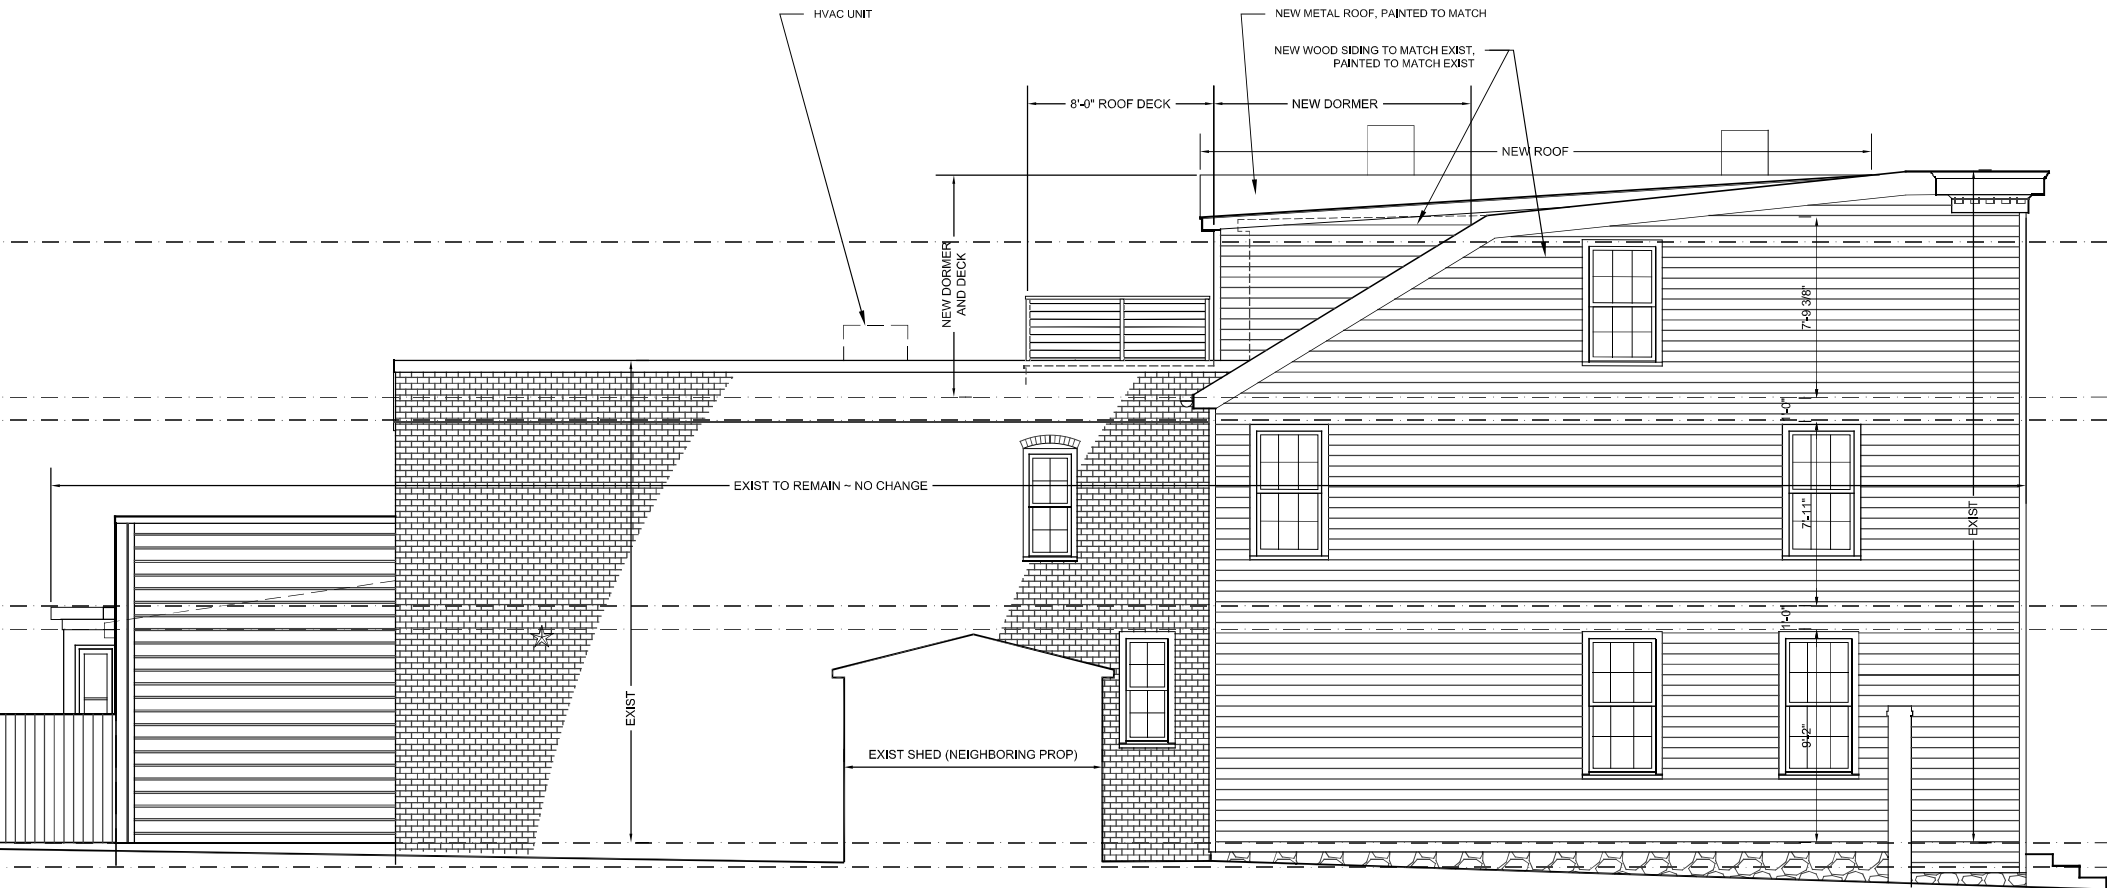 HVAC UNIT
NEW METAL ROOF, PAINTED TO MATCH
NEW WOOD SIDING TO MATCH EXIST,
PAINTED TO MATCH EXIST
8'-0" ROOF DECK
NEW DORMER
NEW ROOF
NEW DORMER
AND DECK
7'-9 3/8"
1'-0"
EXIST TO REMAIN ~ NO CHANGE
7'-11"
EXIST
1'-0"
EXIST
9'-2"
EXIST SHED (NEIGHBORING PROP)